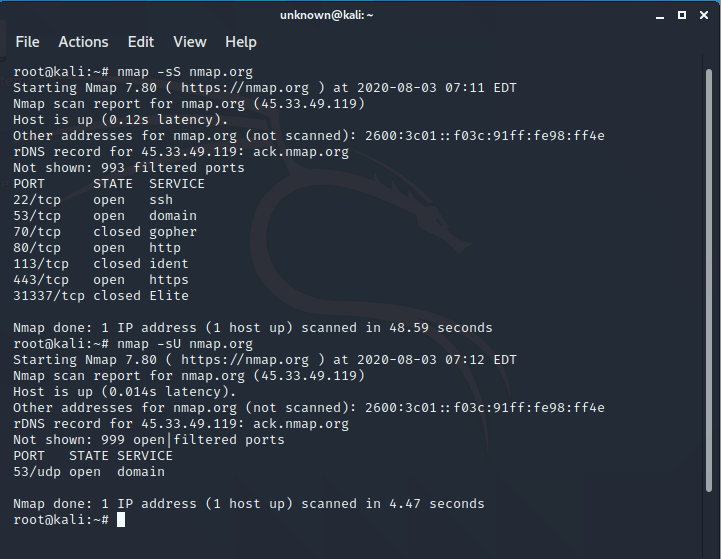 unknown@kali: ~
File Actions Edit View Help
root@kali:~# nmap -sS nmap.org
Starting Nmap 7.80 ( https://nmap.org ) at 2020-08-03 07:11 EDT
Nmap scan report for nmap.org (45.33.49.119)
Host is up (0.12s latency).
Other addresses for nmap.org (not scanned): 2600:3c01::f03c:91ff:fe98:ff4e
rDNS record for 45.33.49.119: ack.nmap.org
Not shown: 993 filtered ports
PORT      STATE  SERVICE
22/tcp    open   ssh
53/tcp    open   domain
70/tcp    closed gopher
80/tcp    open   http
113/tcp   closed ident
443/tcp   open   https
31337/tcp closed Elite
Nmap done: 1 IP address (1 host up) scanned in 48.59 seconds
root@kali:~# nmap -sU nmap.org
Starting Nmap 7.80 ( https://nmap.org ) at 2020-08-03 07:12 EDT
Nmap scan report for nmap.org (45.33.49.119)
Host is up (0.014s latency).
Other addresses for nmap.org (not scanned): 2600:3c01::f03c:91ff:fe98:ff4e
rDNS record for 45.33.49.119: ack.nmap.org
Not shown: 999 open|filtered ports
PORT   STATE SERVICE
53/udp open  domain
Nmap done: 1 IP address (1 host up) scanned in 4.47 seconds
root@kali:~#